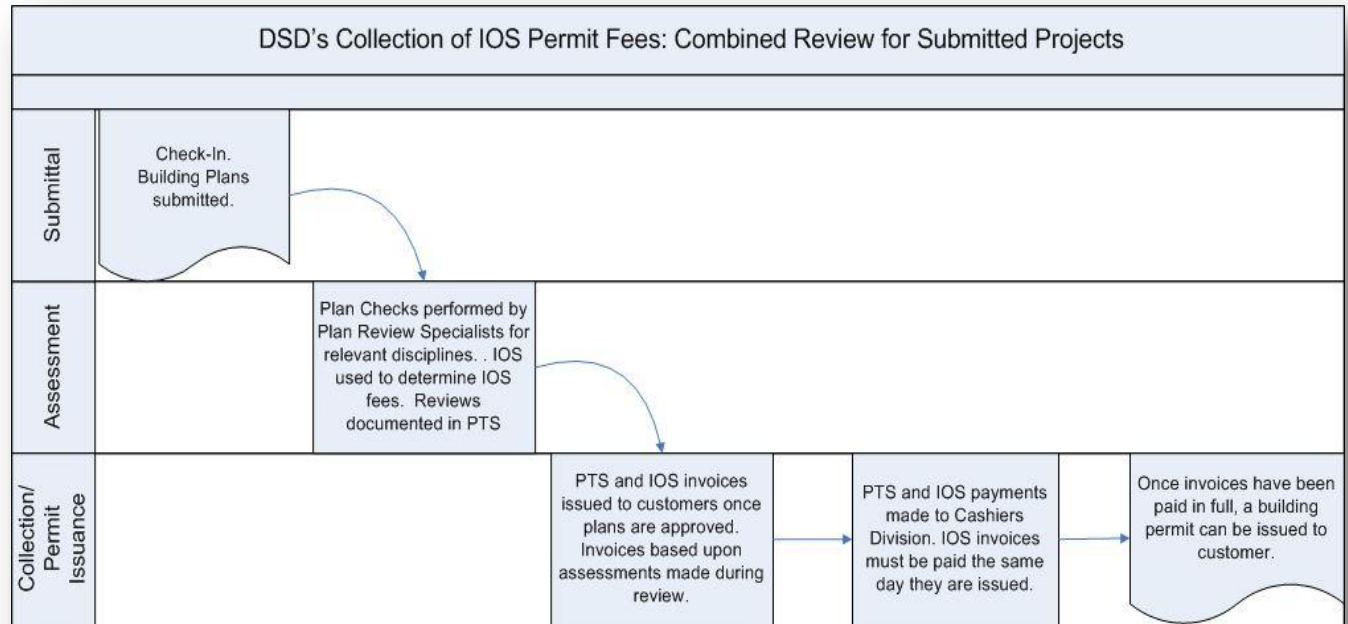 DSD's Collection of IOS Permit Fees: Combined Review for Submitted Projects
Submittal
Check-In.
Building Plans
submitted.
Assessment
Plan Checks performed by
Plan Review Specialists for
relevant disciplines. . IOS
used to determine IOS
fees. Reviews
documented in PTS
Collection/
Permit
Issuance
PTS and IOS invoices
issued to customers once
plans are approved.
Invoices based upon
assessments made during
review.
PTS and IOS payments
made to Cashiers
Division. IOS invoices
must be paid the same
day they are issued.
Once invoices have been
paid in full, a building
permit can be issued to
customer.